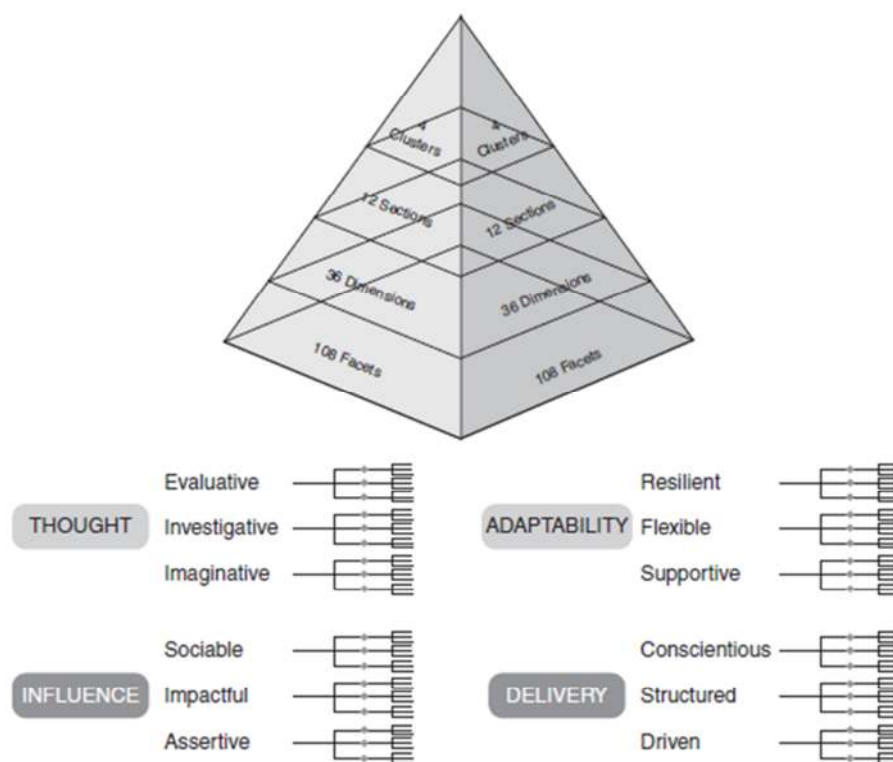 4
Clusters
4
Clusters
12 Sections
12 Sections
36 Dimensions
36 Dimensions
108 Facets
108 Facets
THOUGHT
Evaluative
Investigative
Imaginative
ADAPTABILITY
Resilient
Flexible
Supportive
INFLUENCE
Sociable
Impactful
Assertive
DELIVERY
Conscientious
Structured
Driven